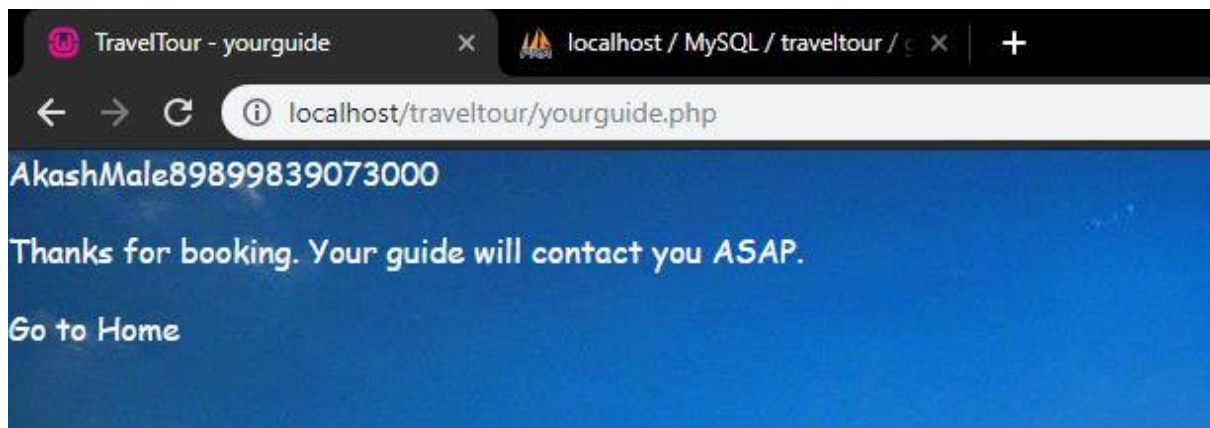 TravelTour - yourguide
localhost / MySQL / traveltour /
localhost/traveltour/yourguide.php
AkashMale89899839073000
Thanks for booking. Your guide will contact you ASAP.
Go to Home